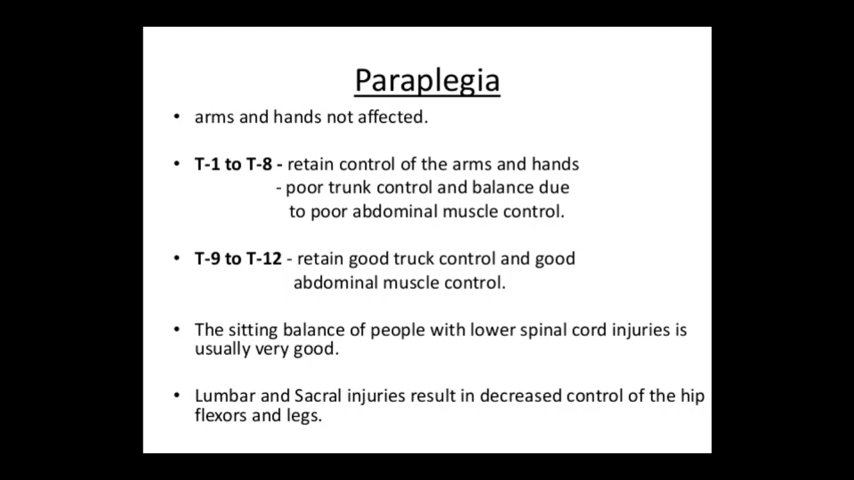 Paraplegia
• arms and hands not affected.
• T-1 to T-8 - retain control of the arms and hands
- poor trunk control and balance due
to poor abdominal muscle control.
• T-9 to T-12 - retain good truck control and good
abdominal muscle control.
• The sitting balance of people with lower spinal cord injuries is
usually very good.
• Lumbar and Sacral injuries result in decreased control of the hip
flexors and legs.